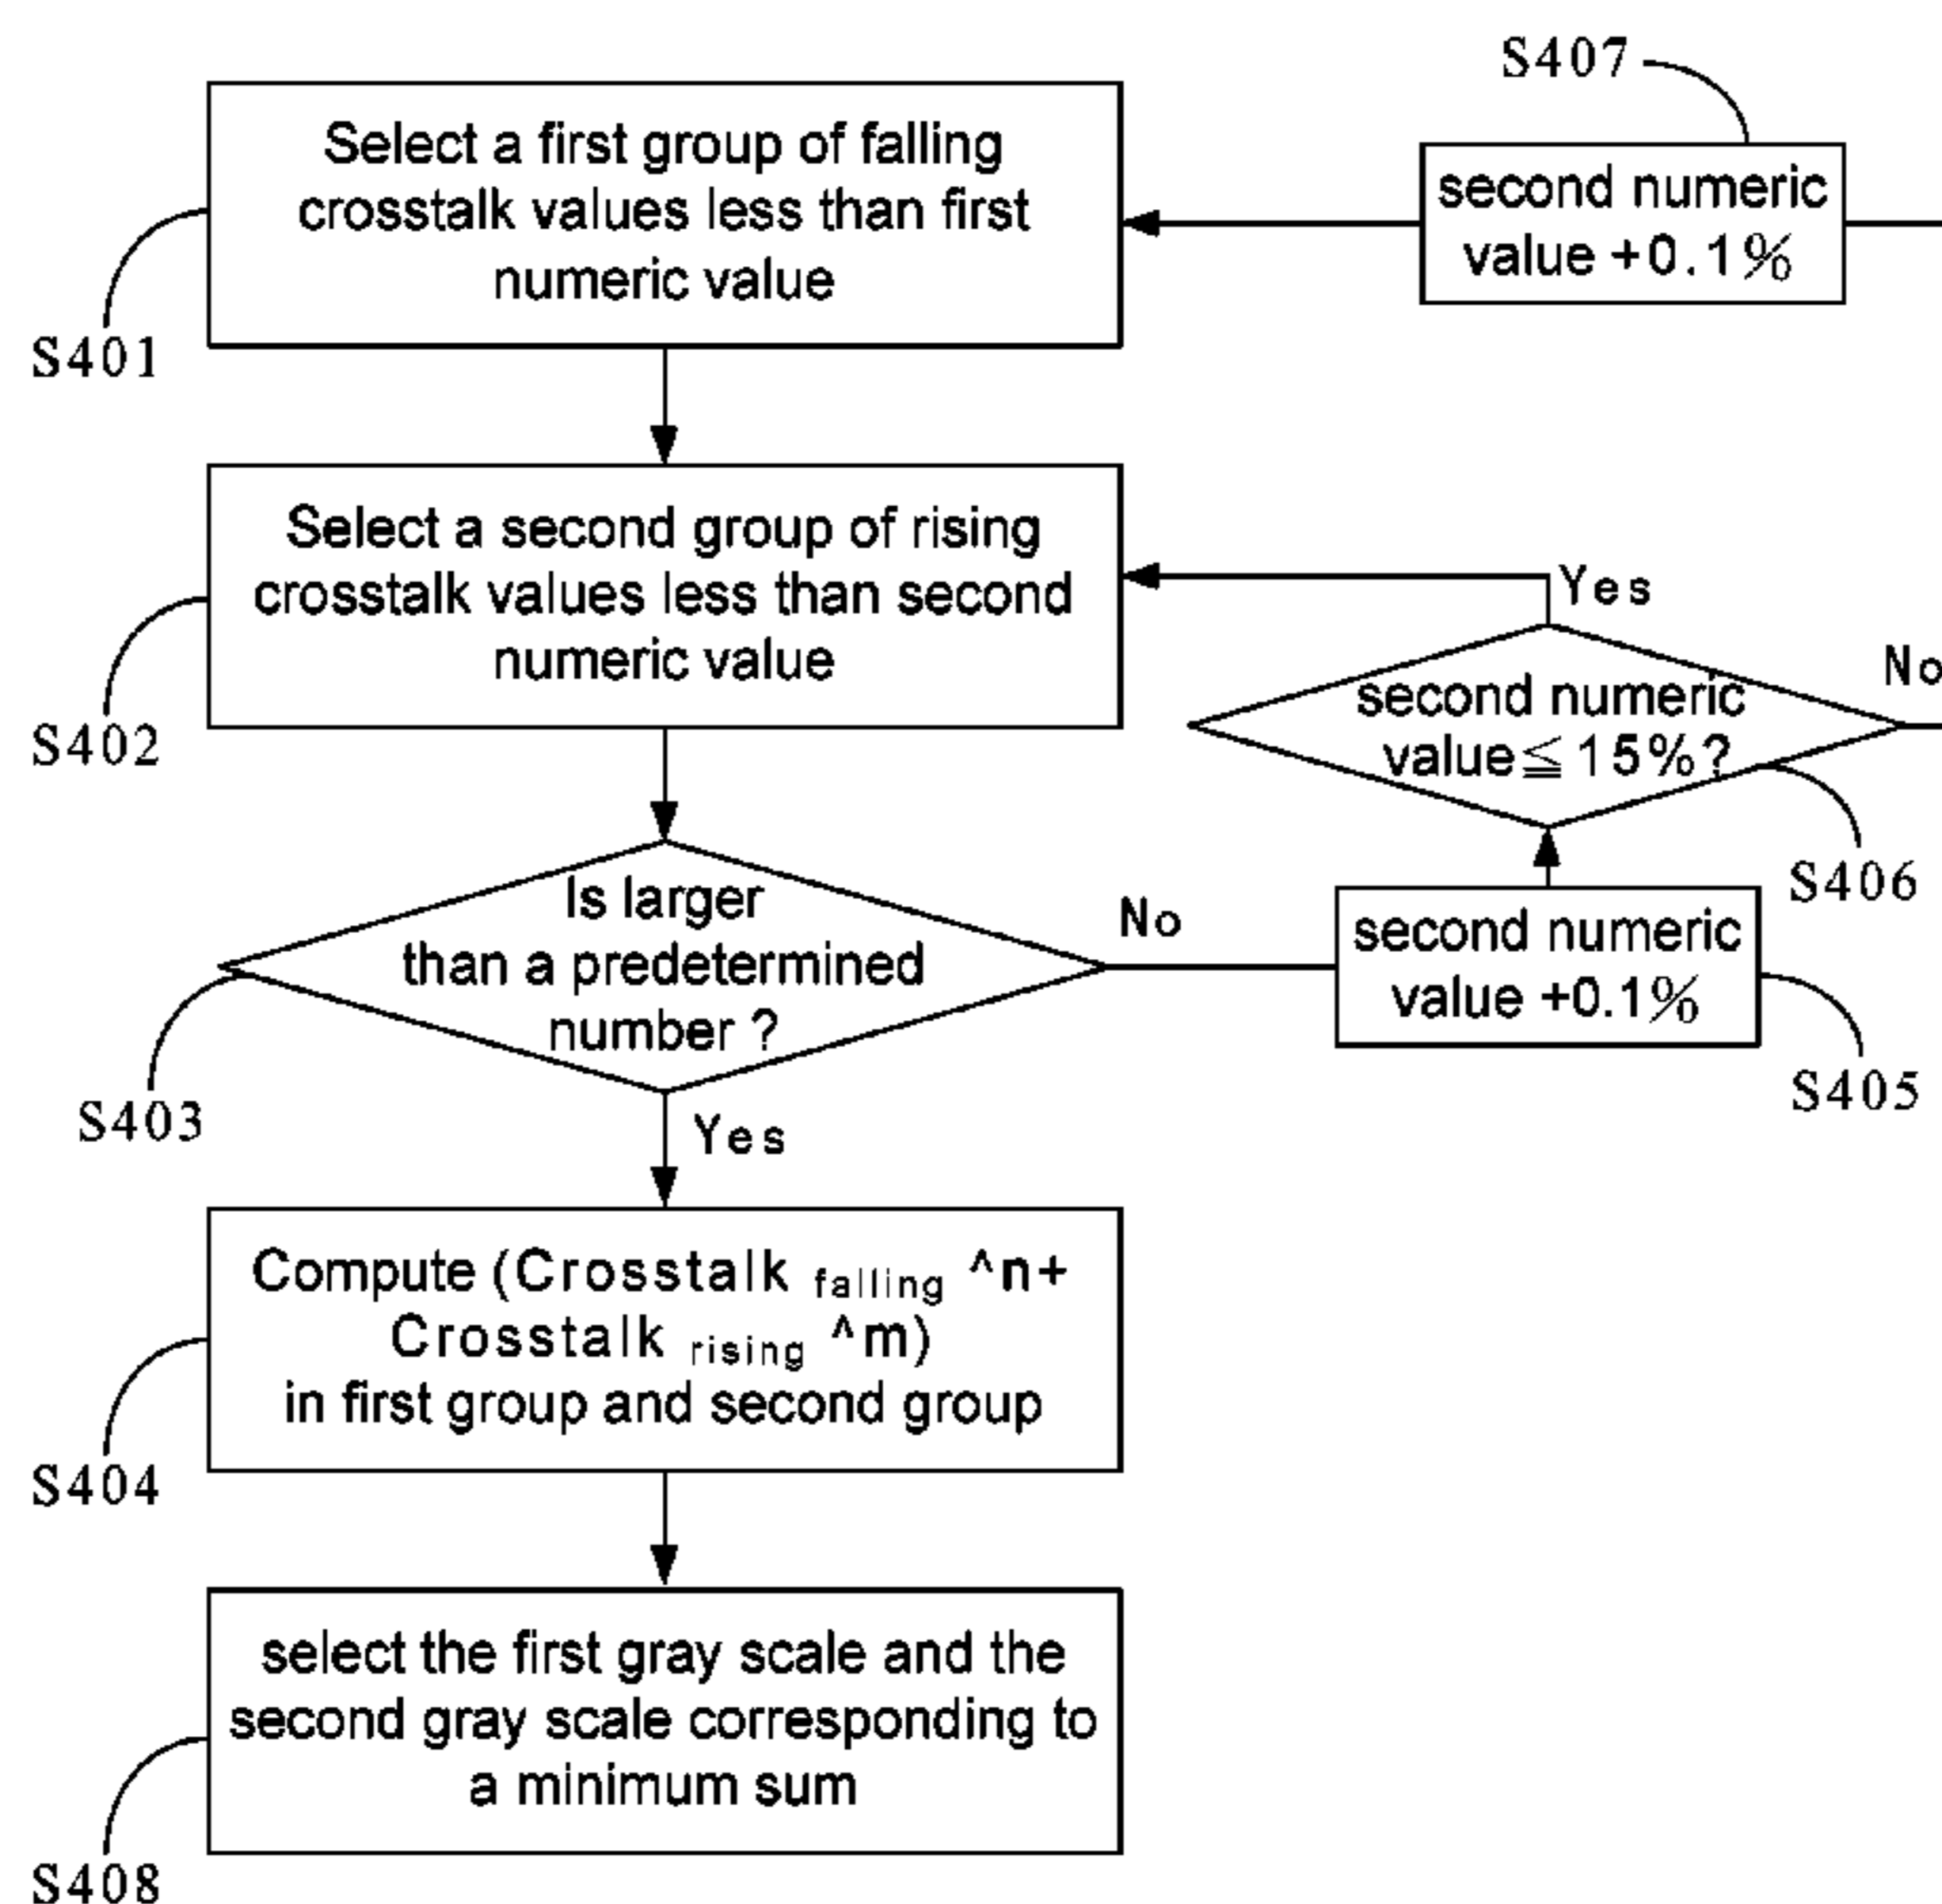 S407
Select a first group of falling
crosstalk values less than first
numeric value
second numeric
value +0.1%
S401
Select a second group of rising
crosstalk values less than second
numeric value
Yes
No
second numeric
value≦15%?
S402
S406
Is larger
than a predetermined
number ?
No
second numeric
value +0.1%
S403
S405
Yes
Compute (Crosstalk falling ^n+
Crosstalk rising ^m)
in first group and second group
S404
select the first gray scale and the
second gray scale corresponding to
a minimum sum
S408